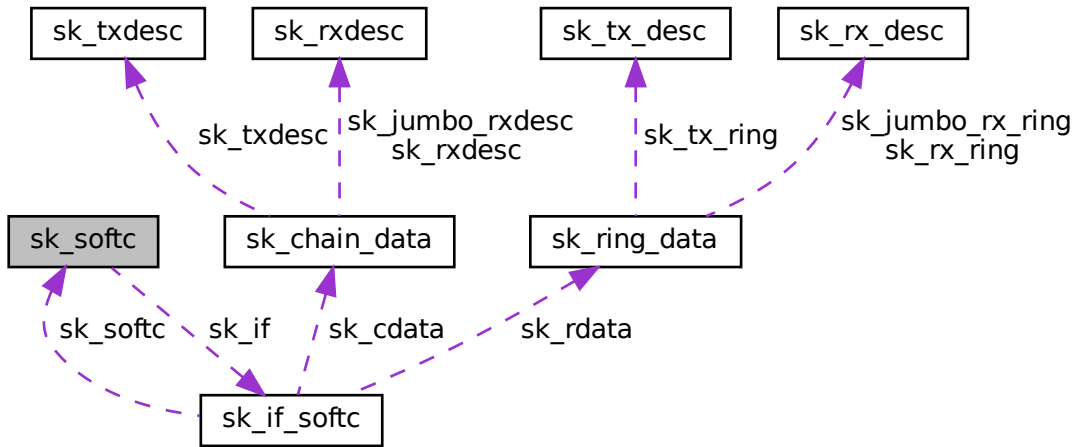 sk_txdesc
sk_rxdesc
sk_tx_desc
sk_rx_desc
sk_txdesc
sk_jumbo_rxdesc
sk_rxdesc
sk_tx_ring
sk_jumbo_rx_ring
sk_rx_ring
sk_softc
sk_chain_data
sk_ring_data
sk_softc
sk_if
sk_cdata
sk_rdata
sk_if_softc